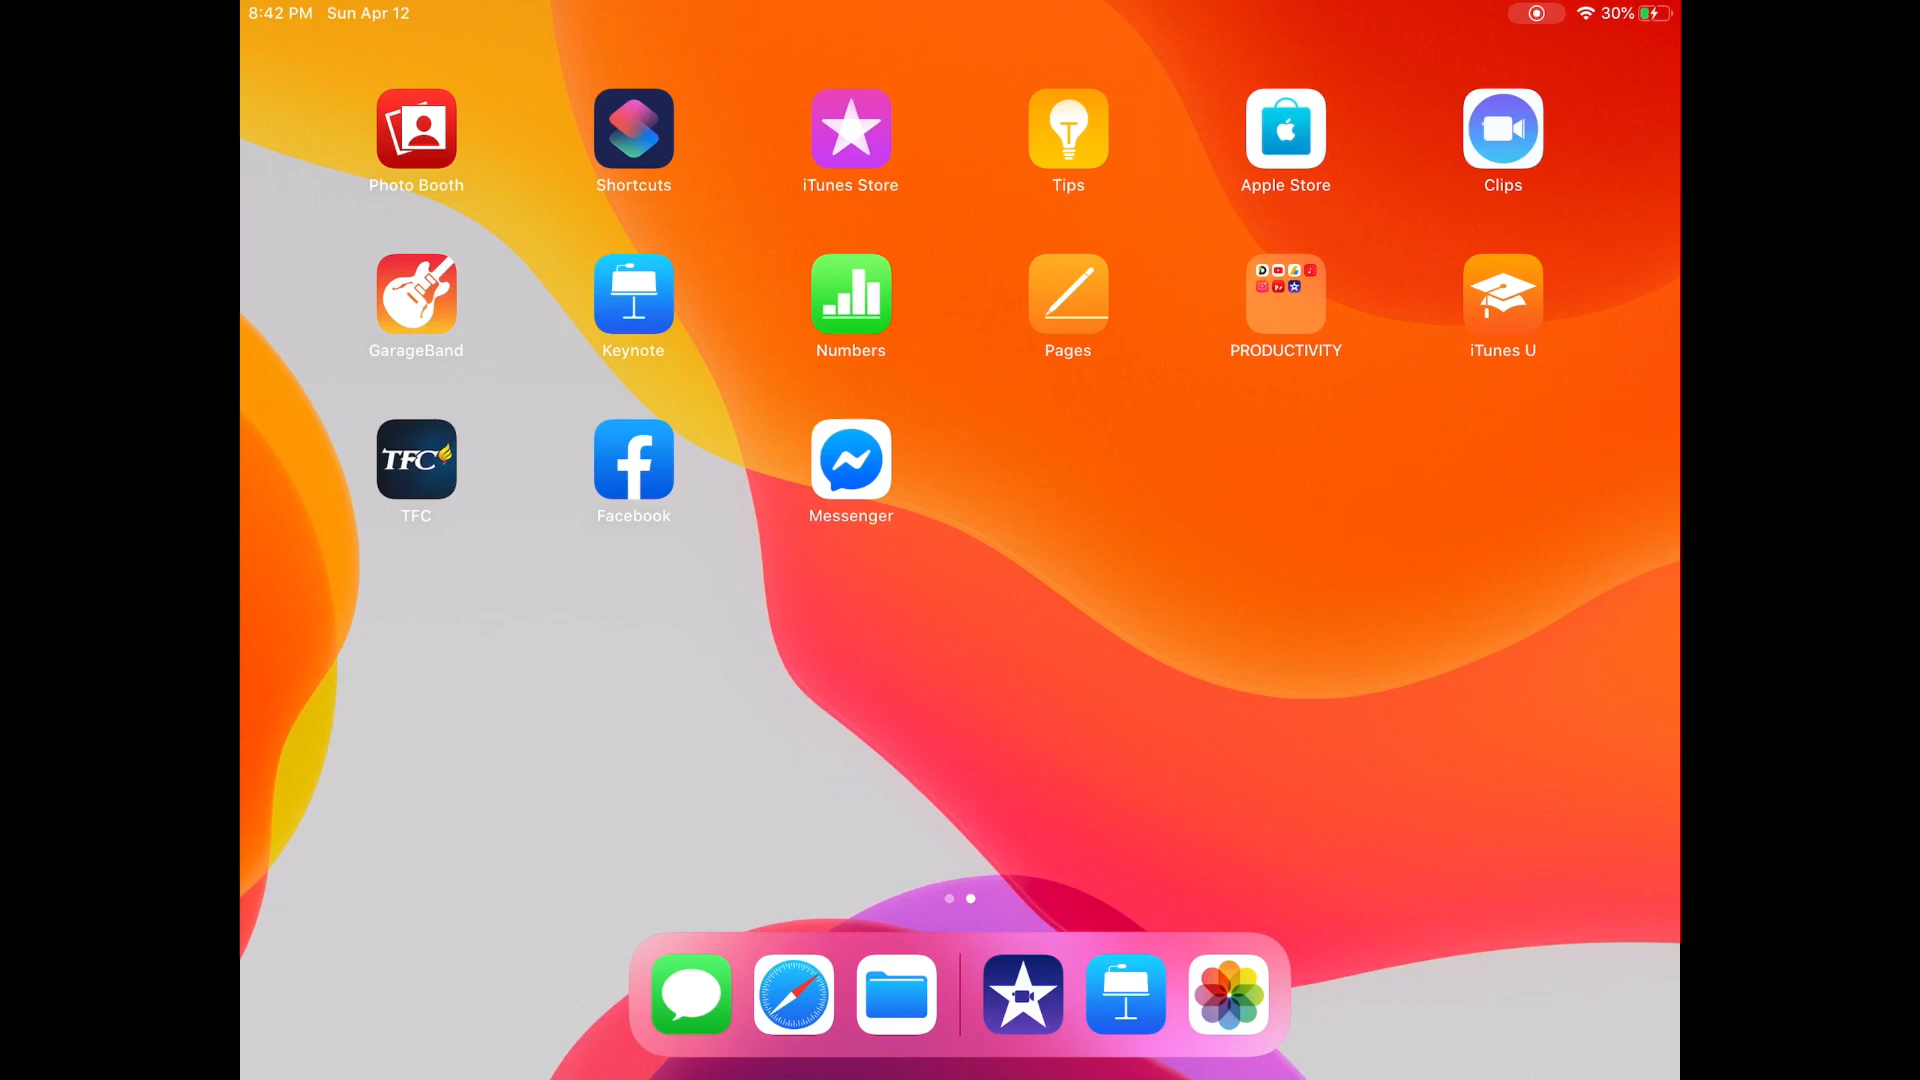 8:42 PM Sun Apr 12 30%
Photo Booth Shortcuts iTunes Store Tips Apple Store Clips
GarageBand Keynote Numbers Pages PRODUCTIVITY iTunes U
TFC
TFC Facebook Messenger